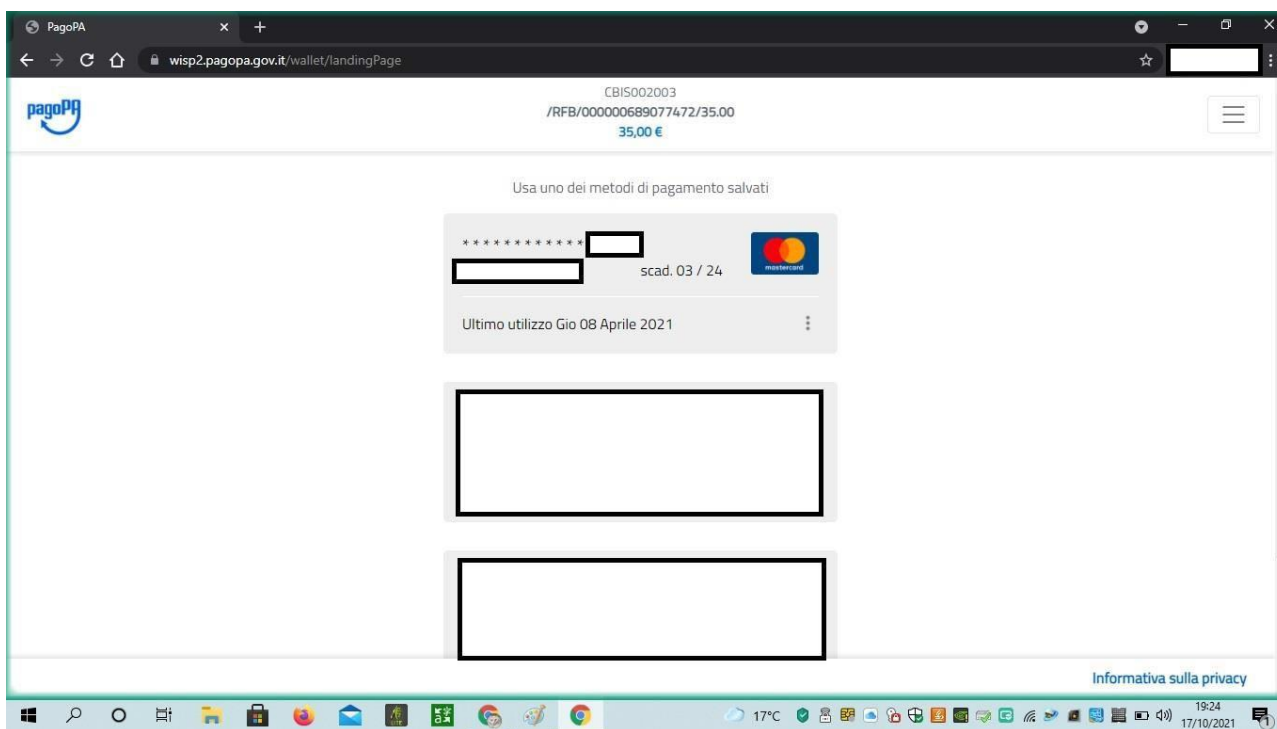 PagoPA
wisp2.pagopa.gov.it/wallet/landingPage
pagoPA
CBIS002003
/RFB/000000689077472/35.00
35,00 €
Usa uno dei metodi di pagamento salvati
* * * * * * * * * * * *
scad. 03 / 24
mastercard
Ultimo utilizzo Gio 08 Aprile 2021
Informativa sulla privacy
17°C
19:24
17/10/2021